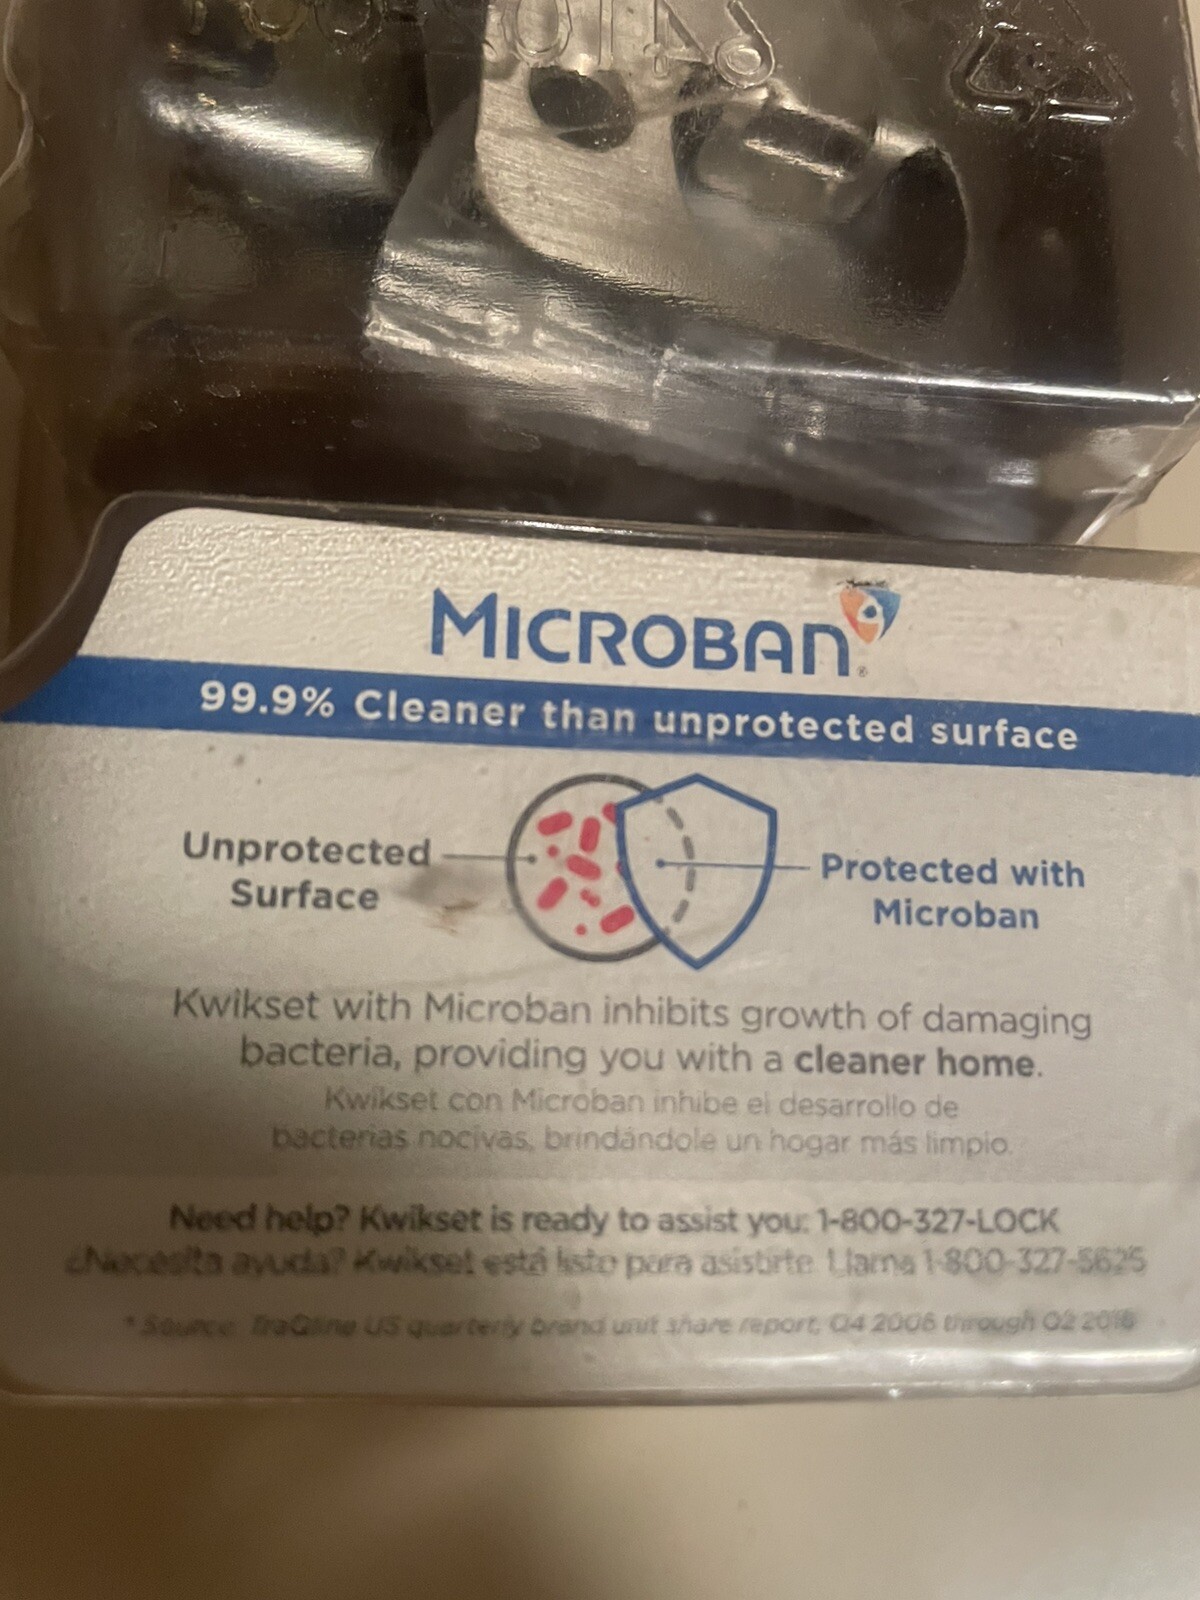 MICROBAN®
99.9% Cleaner than unprotected surface
Unprotected
Surface
Protected with
Microban
Kwikset with Microban inhibits growth of damaging
bacteria, providing you with a cleaner home.
Kwikset con Microban inhibe el desarrollo de
bacterias nocivas, brindándole un hogar más limpio.
Need help? Kwikset is ready to assist you: 1-800-327-LOCK
¿Necesita ayuda? Kwikset está listo para asistirte. Llama 1-800-327-5625
* Source: TraQline US quarterly brand unit share report, Q4 2006 through Q2